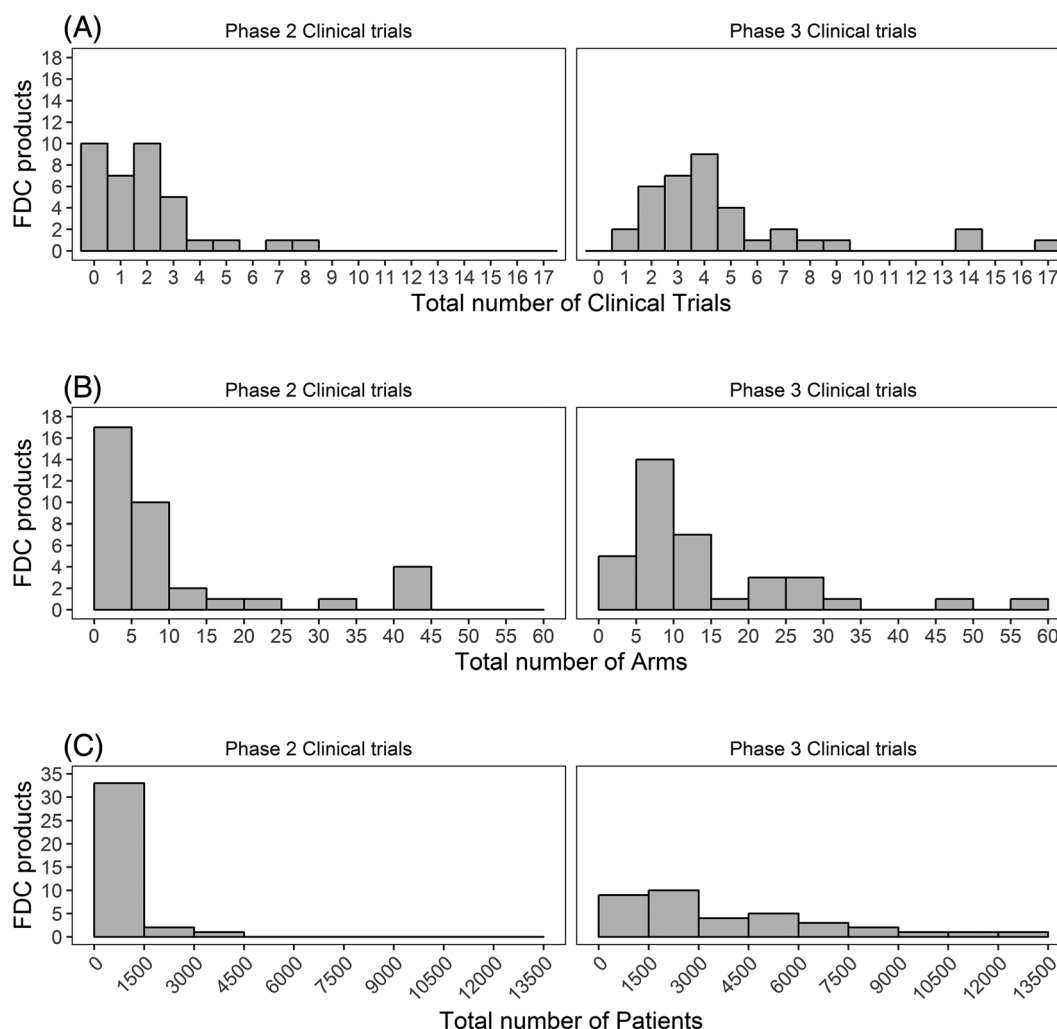 (A)
Phase 2 Clinical trials
Phase 3 Clinical trials
FDC products
18
16
14
12
10
8
6
4
2
0
0 1 2 3 4 5 6 7 8 9 10 11 12 13 14 15 16 17
0 1 2 3 4 5 6 7 8 9 10 11 12 13 14 15 16 17
Total number of Clinical Trials
(B)
Phase 2 Clinical trials
Phase 3 Clinical trials
FDC products
18
16
14
12
10
8
6
4
2
0
0 5 10 15 20 25 30 35 40 45 50 55 60
0 5 10 15 20 25 30 35 40 45 50 55 60
Total number of Arms
(C)
Phase 2 Clinical trials
Phase 3 Clinical trials
FDC products
35
30
25
20
15
10
5
0
0 1500 3000 4500 6000 7500 9000 10500 12000 13500
0 1500 3000 4500 6000 7500 9000 10500 12000 13500
Total number of Patients